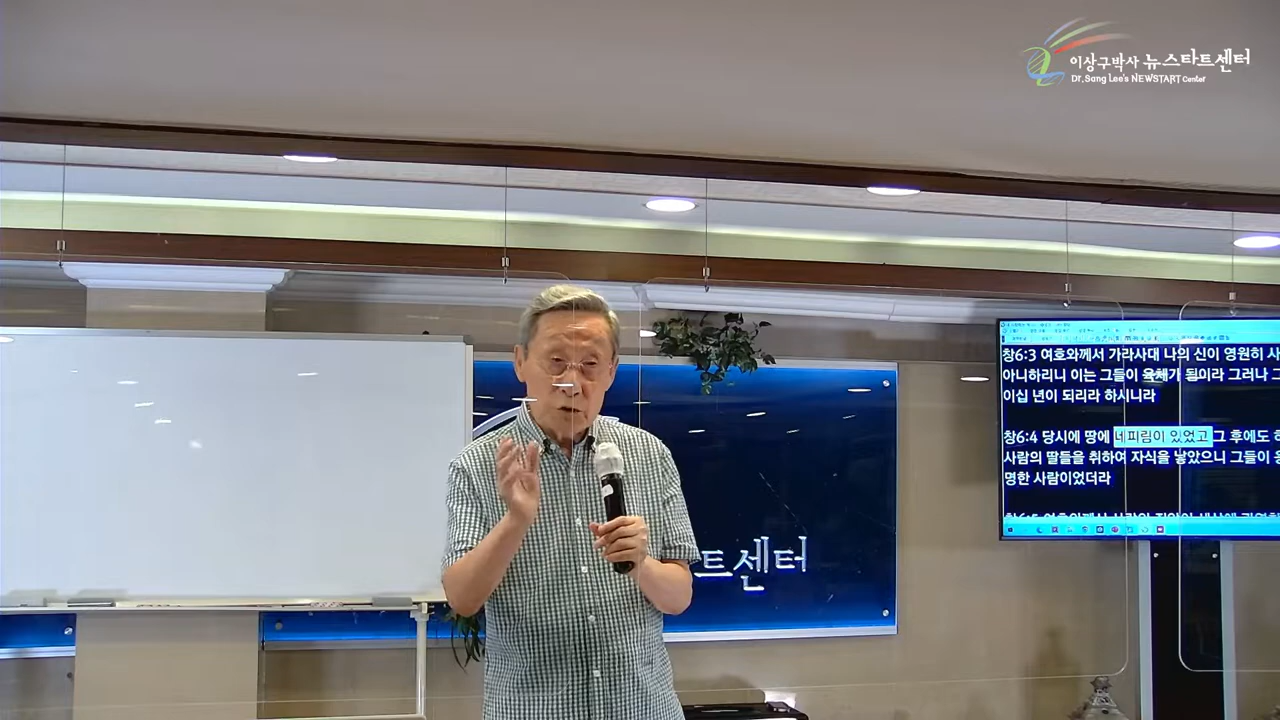 이상구박사 뉴스타트센터
Dr. Sang Lee's NEWSTART Center
창6:3 여호와께서 가라사대 나의 신이 영원히 사
아니하리니 이는 그들이 육체가 됨이라 그러나 그
이십 년이 되리라 하시니라
창6:4 당시에 땅에 네피림이 있었고 그 후에도 하
사람의 딸들을 취하여 자식을 낳았으니 그들이 용
명한 사람이었더라
트센터